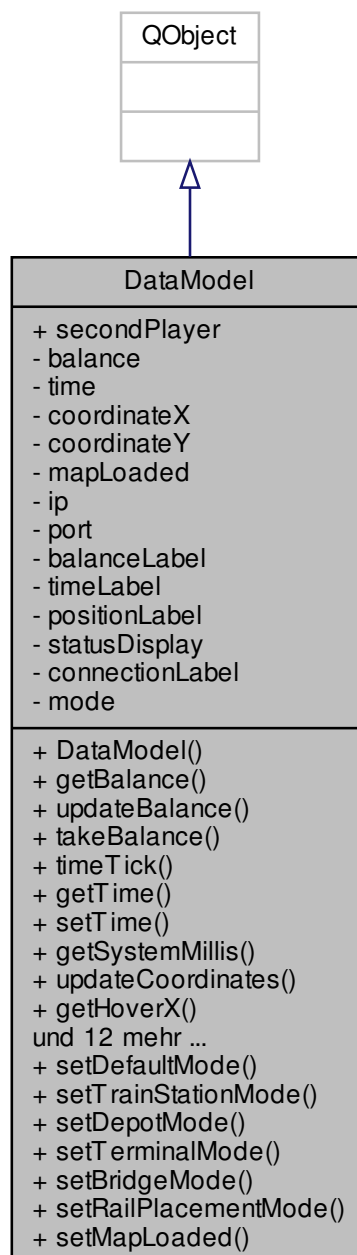 QObject
DataModel
+ secondPlayer
- balance
- time
- coordinateX
- coordinateY
- mapLoaded
- ip
- port
- balanceLabel
- timeLabel
- positionLabel
- statusDisplay
- connectionLabel
- mode
+ DataModel()
+ getBalance()
+ updateBalance()
+ takeBalance()
+ timeTick()
+ getTime()
+ setTime()
+ getSystemMillis()
+ updateCoordinates()
+ getHoverX()
und 12 mehr ...
+ setDefaultMode()
+ setTrainStationMode()
+ setDepotMode()
+ setTerminalMode()
+ setBridgeMode()
+ setRailPlacementMode()
+ setMapLoaded()